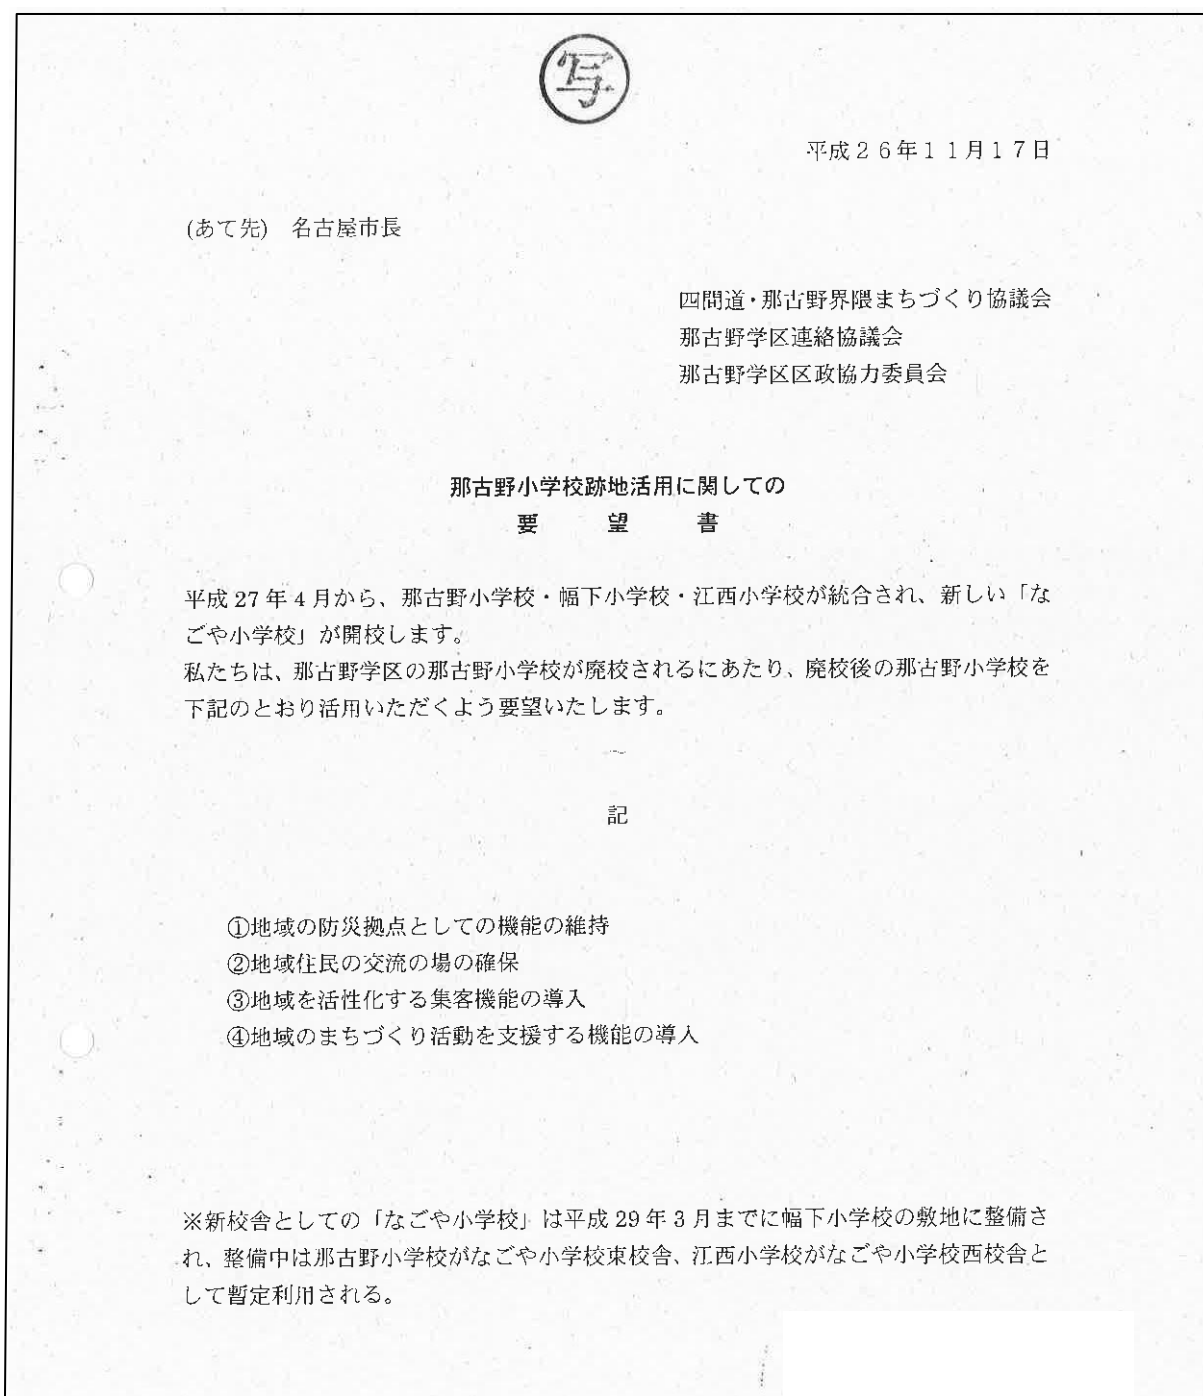 写
平成２６年１１月１７日
(あて先)　名古屋市長
四間道・那古野界隈まちづくり協議会
那古野学区連絡協議会
那古野学区区政協力委員会
那古野小学校跡地活用に関しての
要　望　書
平成 27 年 4 月から、那古野小学校・幅下小学校・江西小学校が統合され、新しい「な
ごや小学校」が開校します。
私たちは、那古野学区の那古野小学校が廃校されるにあたり、廃校後の那古野小学校を
下記のとおり活用いただくよう要望いたします。
記
①地域の防災拠点としての機能の維持
②地域住民の交流の場の確保
③地域を活性化する集客機能の導入
④地域のまちづくり活動を支援する機能の導入
※新校舎としての「なごや小学校」は平成 29 年 3 月までに幅下小学校の敷地に整備さ
れ、整備中は那古野小学校がなごや小学校東校舎、江西小学校がなごや小学校西校舎と
して暫定利用される。